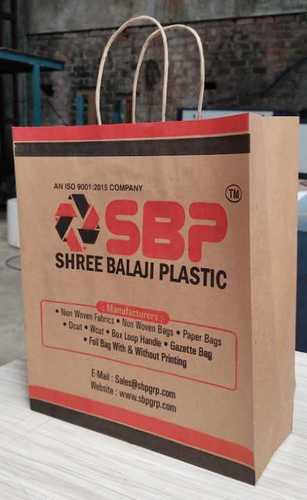 AN ISO 9001:2015 COMPANY
SBP TM
SHREE BALAJI PLASTIC
:: Manufacturers ::
• Non Woven Fabrics • Non Woven Bags • Paper Bags
• Dcut • Wcut • Box Loop Handle • Gazette Bag
• Foil Bag With & Without Printing
E-Mail : Sales@sbpgrp.com
Website : www.sbpgrp.com